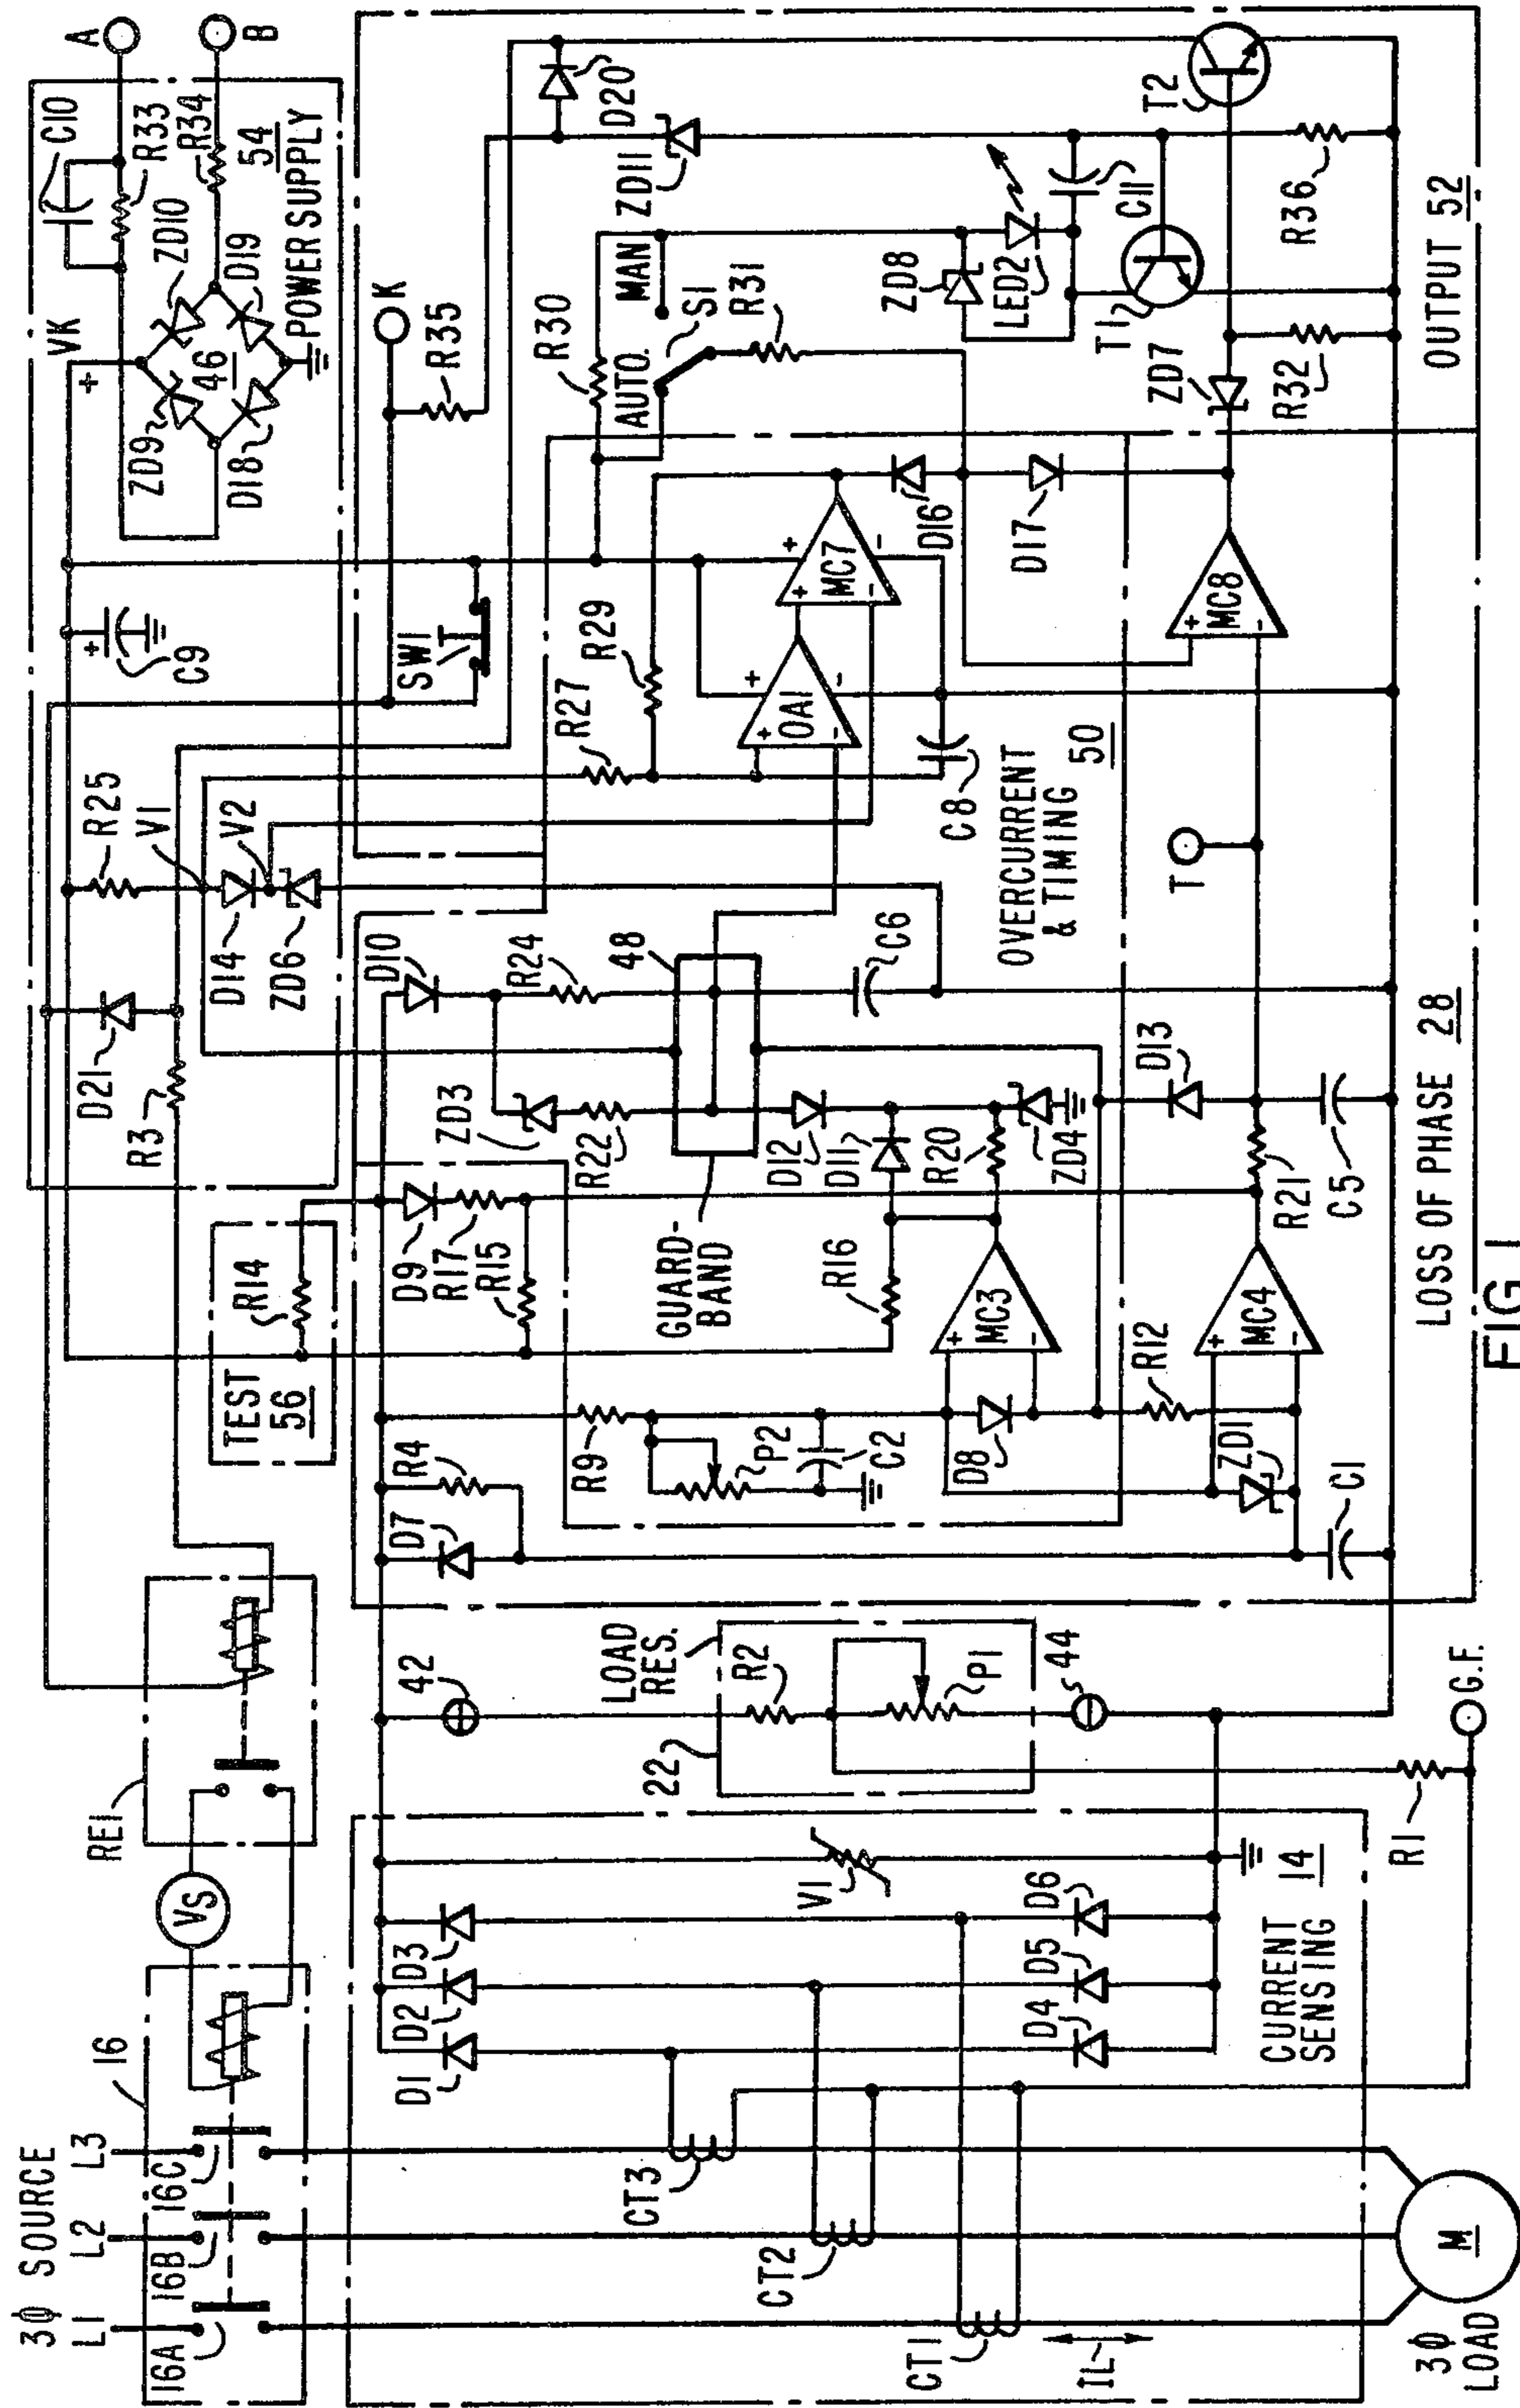 3Φ SOURCE
L1 L2 L3
16A
16B
16C
16
VS
RE1
R3
D21
R25
V1
D14
V2
ZD6
C9
VK
+
+
ZD9
46
ZD10
D18
D19
C10
R33
R34
A
B
54
POWER SUPPLY
TEST
56
R14
K
R35
SW1
D20
ZD11
MAN
AUTO.
S1
R30
R31
ZD8
LED2
C11
T1
T2
R36
R32
ZD7
OUTPUT 52
D1
D2
D3
D4
D5
D6
V1
CURRENT
SENSING 14
CT3
CT2
CT1
IL
M
3Φ
LOAD
42
LOAD
RES.
22
R2
P1
44
R1
G.F.
D7
R4
R9
P2
C2
D8
ZD1
C1
R12
D9
R17
R15
R16
+
-
MC3
+
-
MC4
GUARD-
BAND
48
D10
ZD3
R24
R22
D12
D11
R20
ZD4
C6
D13
R21
C5
T
R27
R29
+
-
OA1
+
-
+
-
MC7
+
-
C8
OVERCURRENT
& TIMING 50
D16
D17
+
-
MC8
LOSS OF PHASE 28
FIG. 1